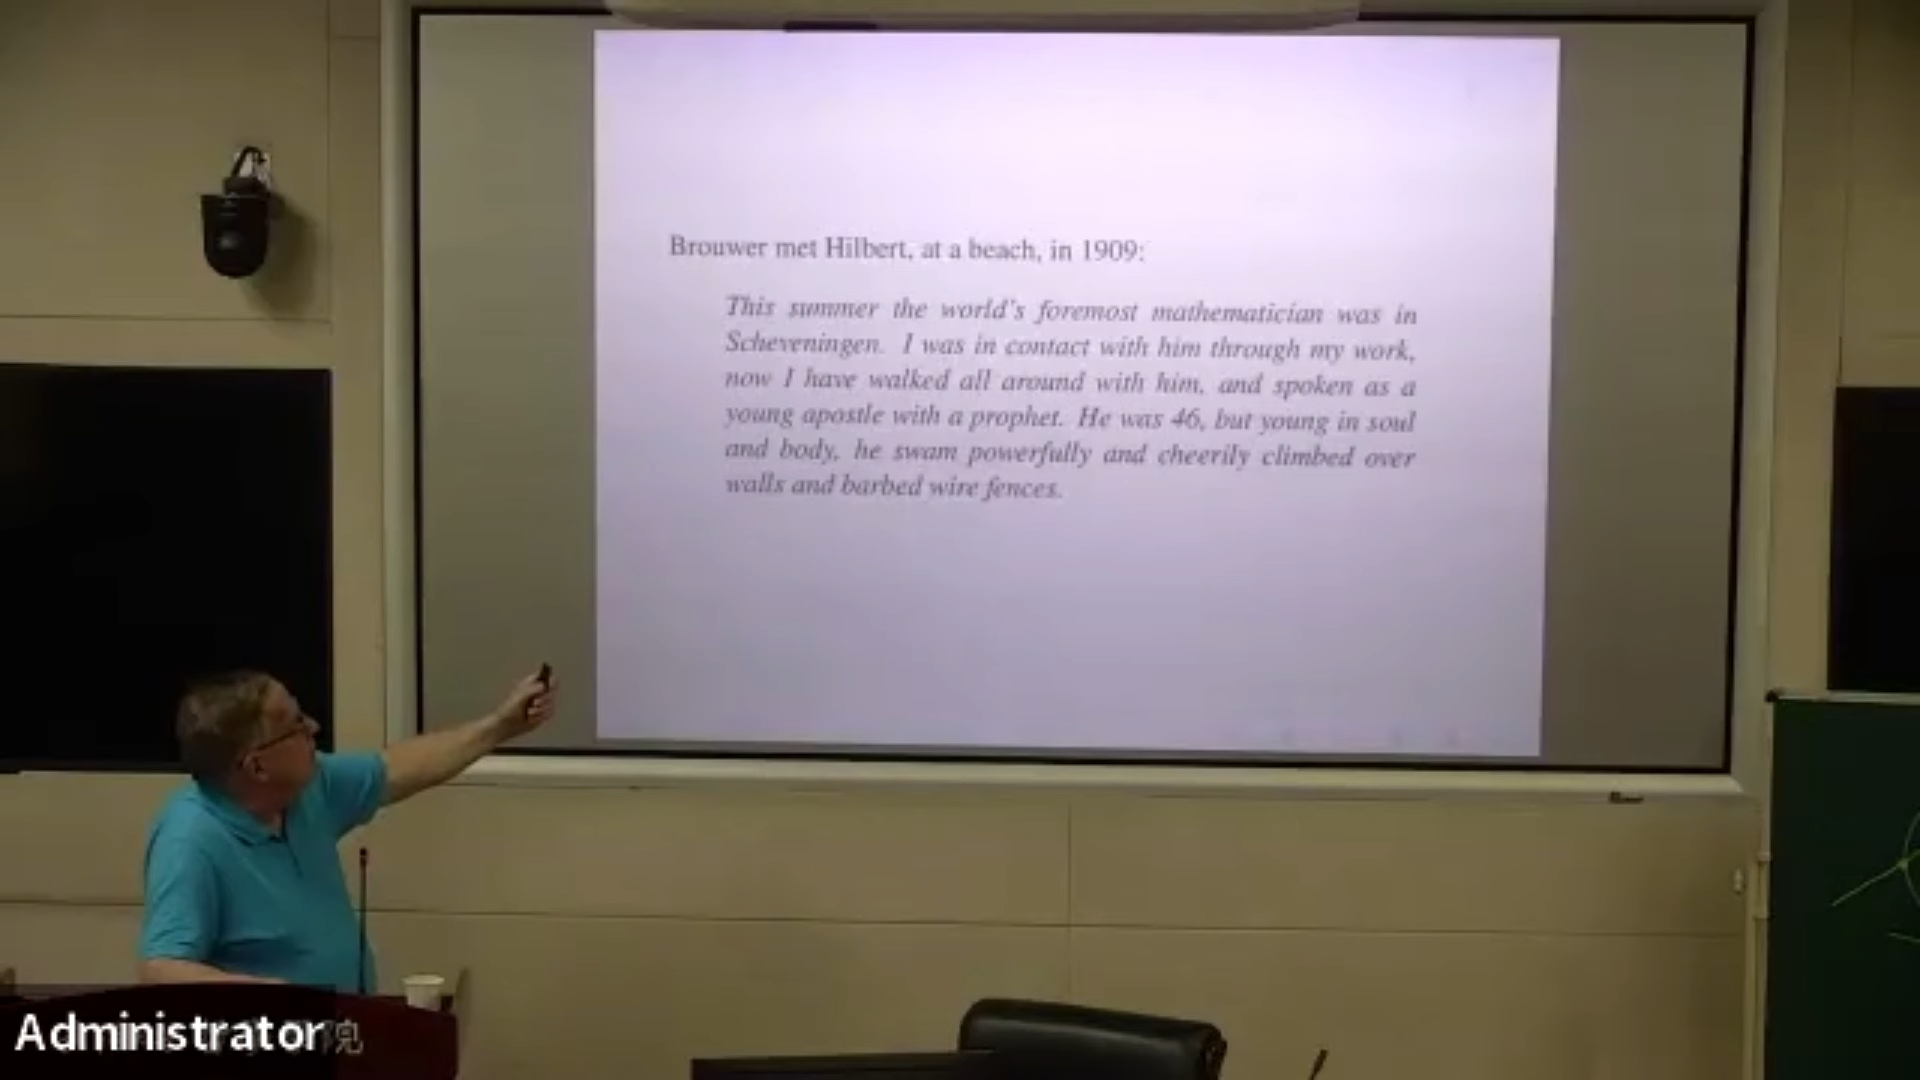 Brouwer met Hilbert, at a beach, in 1909:
This summer the world's foremost mathematician was in
Scheveningen. I was in contact with him through my work,
now I have walked all around with him, and spoken as a
young apostle with a prophet. He was 46, but young in soul
and body, he swam powerfully and cheerily climbed over
walls and barbed wire fences.
Administrator